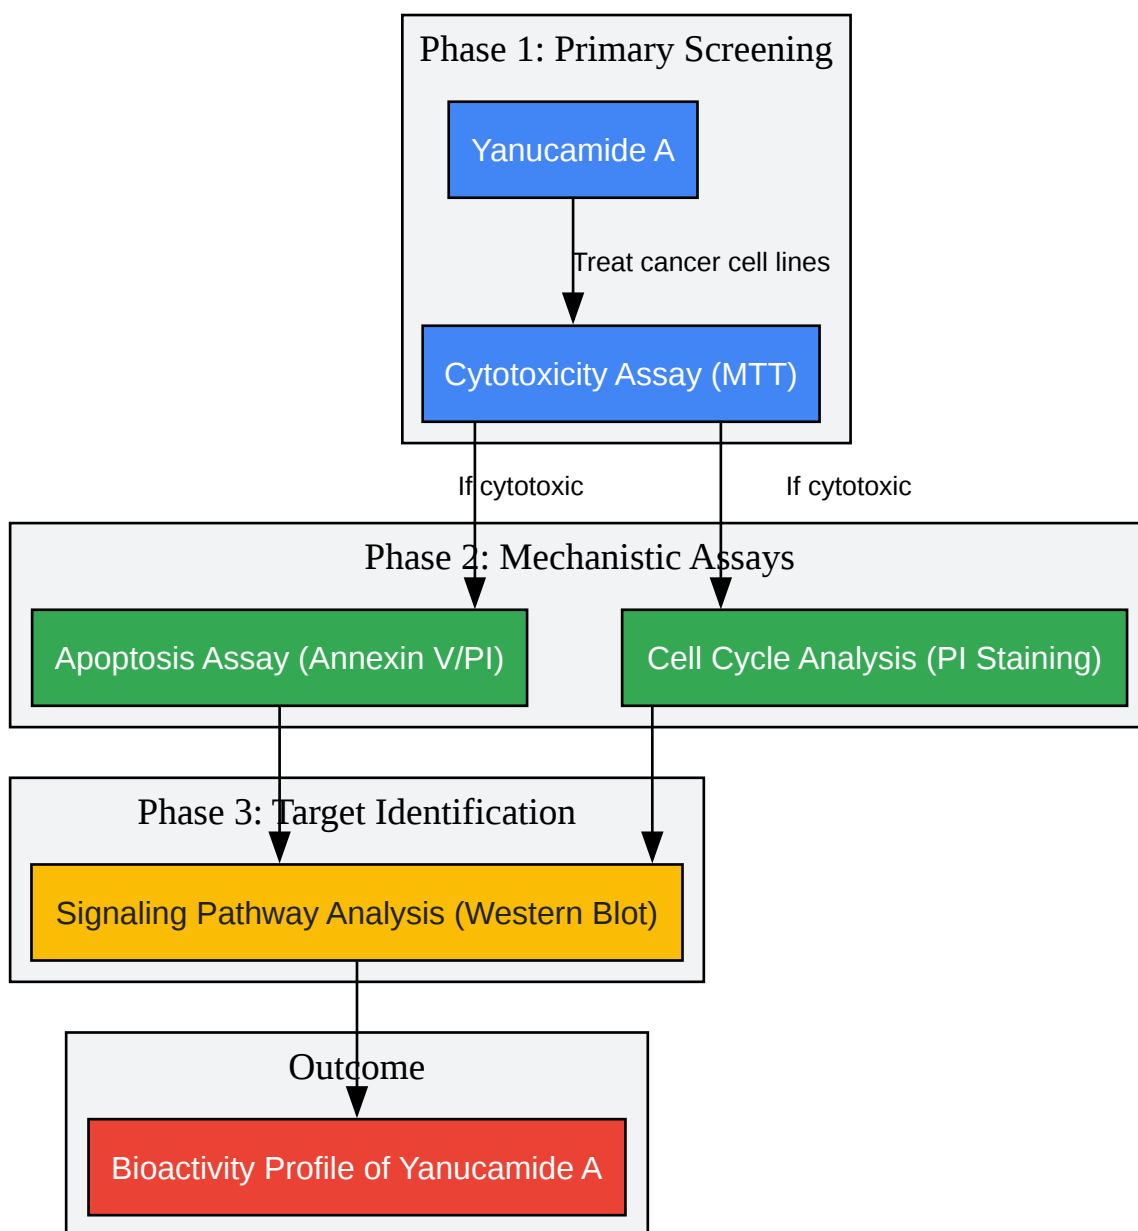 Phase 1: Primary Screening
Yanucamide A
Treat cancer cell lines
Cytotoxicity Assay (MTT)
If cytotoxic
If cytotoxic
Phase 2: Mechanistic Assays
Apoptosis Assay (Annexin V/PI)
Cell Cycle Analysis (PI Staining)
Phase 3: Target Identification
Signaling Pathway Analysis (Western Blot)
Outcome
Bioactivity Profile of Yanucamide A